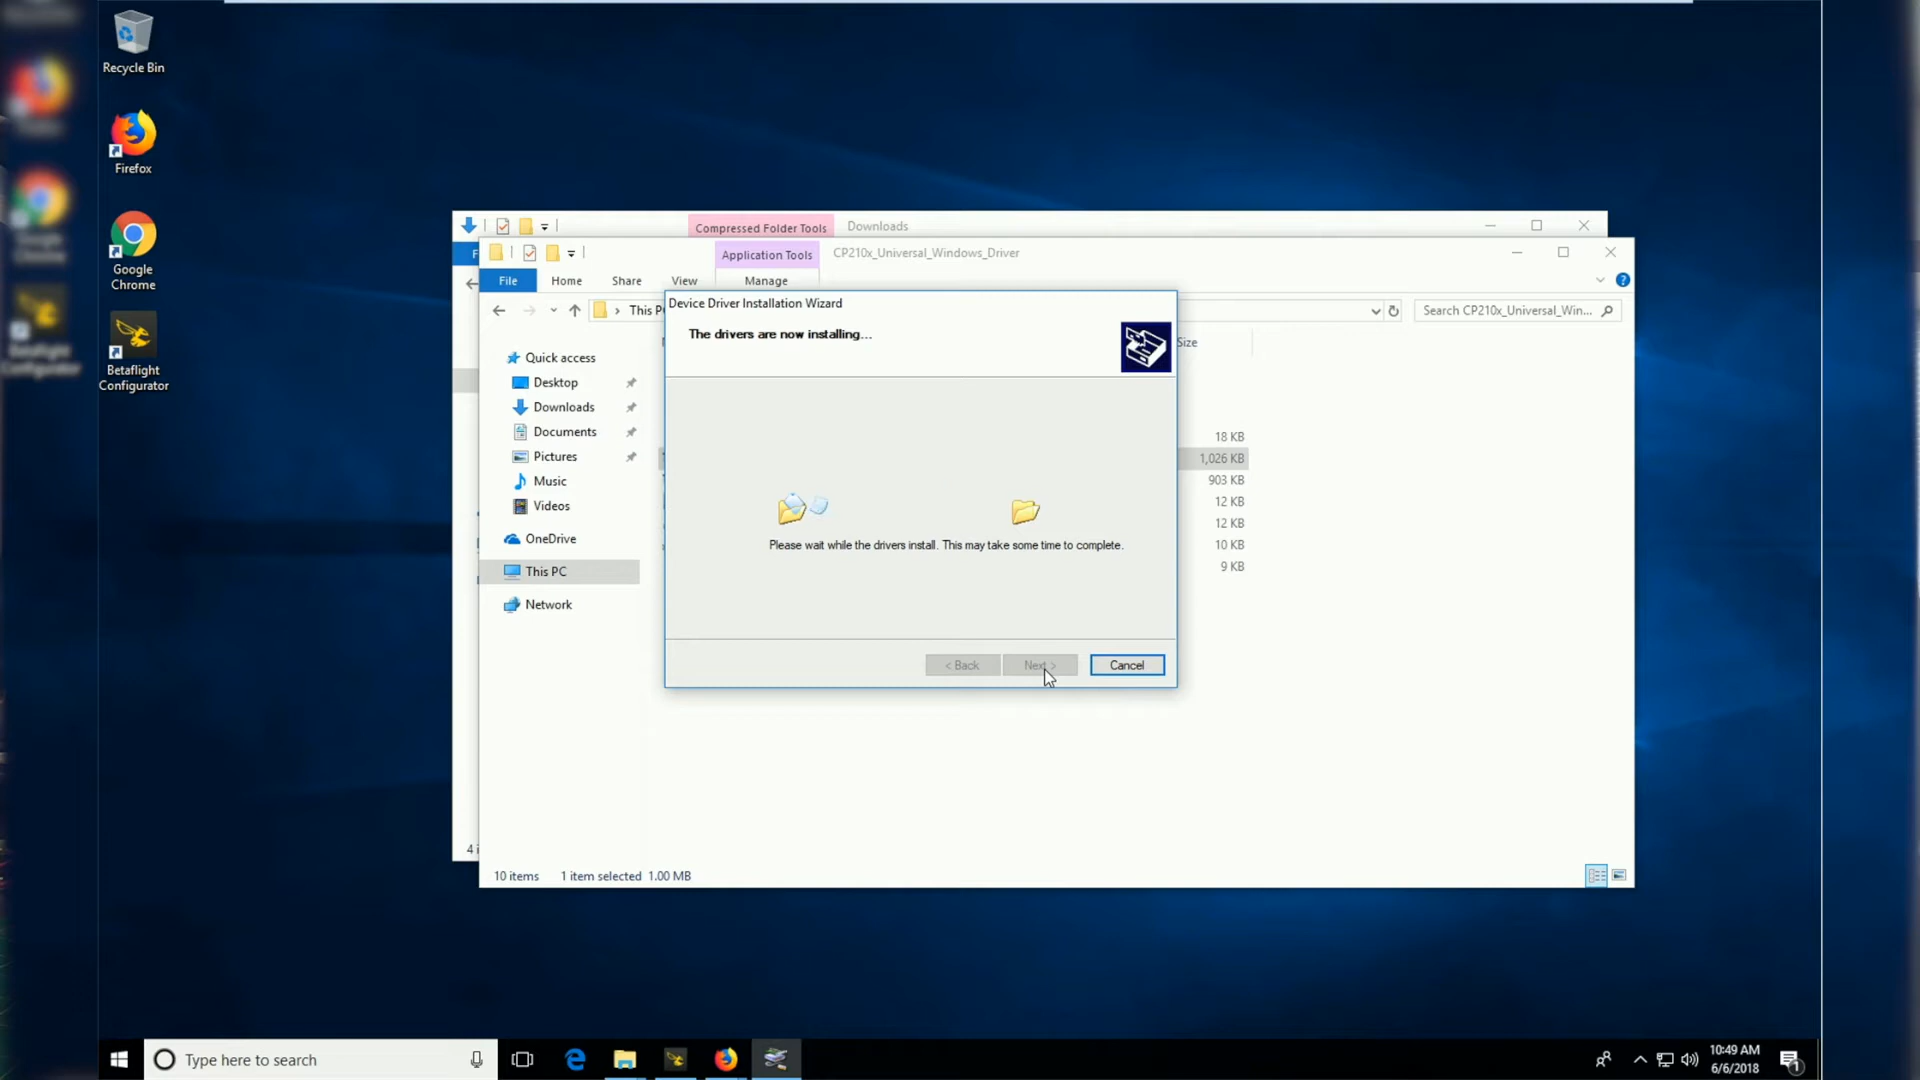 Recycle Bin
Firefox
Google
Chrome
Betaflight
Configurator
Compressed Folder Tools
Downloads
Application Tools
CP210x_Universal_Windows_Driver
File
Home
Share
View
Manage
This P
Search CP210x_Universal_Win...
Size
Quick access
Desktop
Downloads
Documents
Pictures
Music
Videos
OneDrive
This PC
Network
18 KB
1,026 KB
903 KB
12 KB
12 KB
10 KB
9 KB
Device Driver Installation Wizard
The drivers are now installing...
Please wait while the drivers install. This may take some time to complete.
< Back
Next >
Cancel
10 items
1 item selected 1.00 MB
Type here to search
10:49 AM
6/6/2018
1